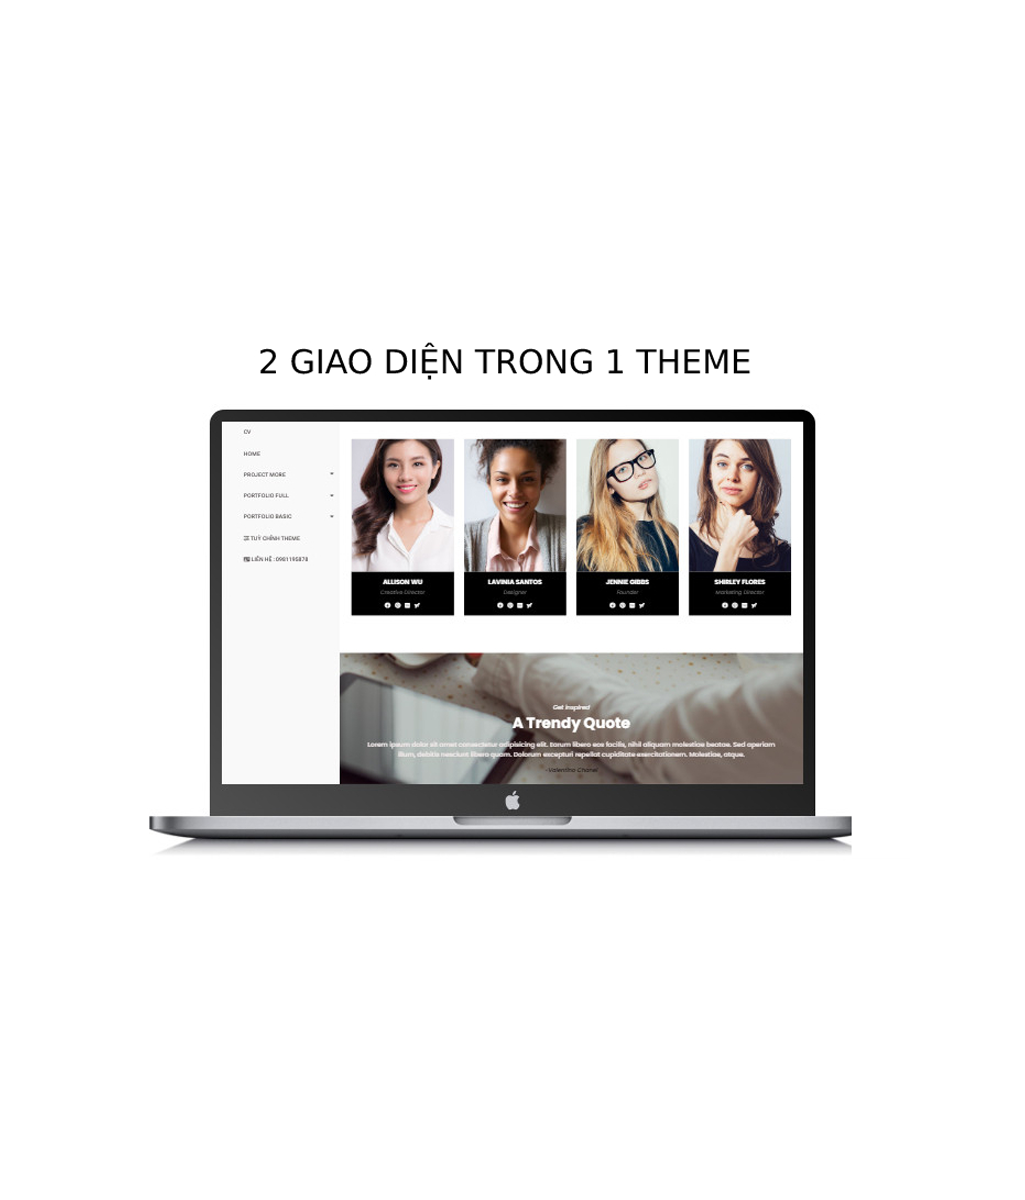 2 GIAO DIỆN TRONG 1 THEME
CV
HOME
PROJECT MORE
PORTFOLIO FULL
PORTFOLIO BASIC
TUỲ CHỈNH THEME
LIÊN HỆ : 0981195878
ALLISON WU
Creative Director
LAVINIA SANTOS
Designer
JENNIE GIBBS
Founder
SHIRLEY FLORES
Marketing Director
Get Inspired
A Trendy Quote
Lorem ipsum dolor sit amet consectetur adipisicing elit. Earum libero eos facilis, nihil aliquam molestias beatae. Sed aperiam
illum, debitis nesciunt libero quam. Dolorum excepturi repellat cupiditate exercitationem. Molestiae, atque.
- Valentino Chanel